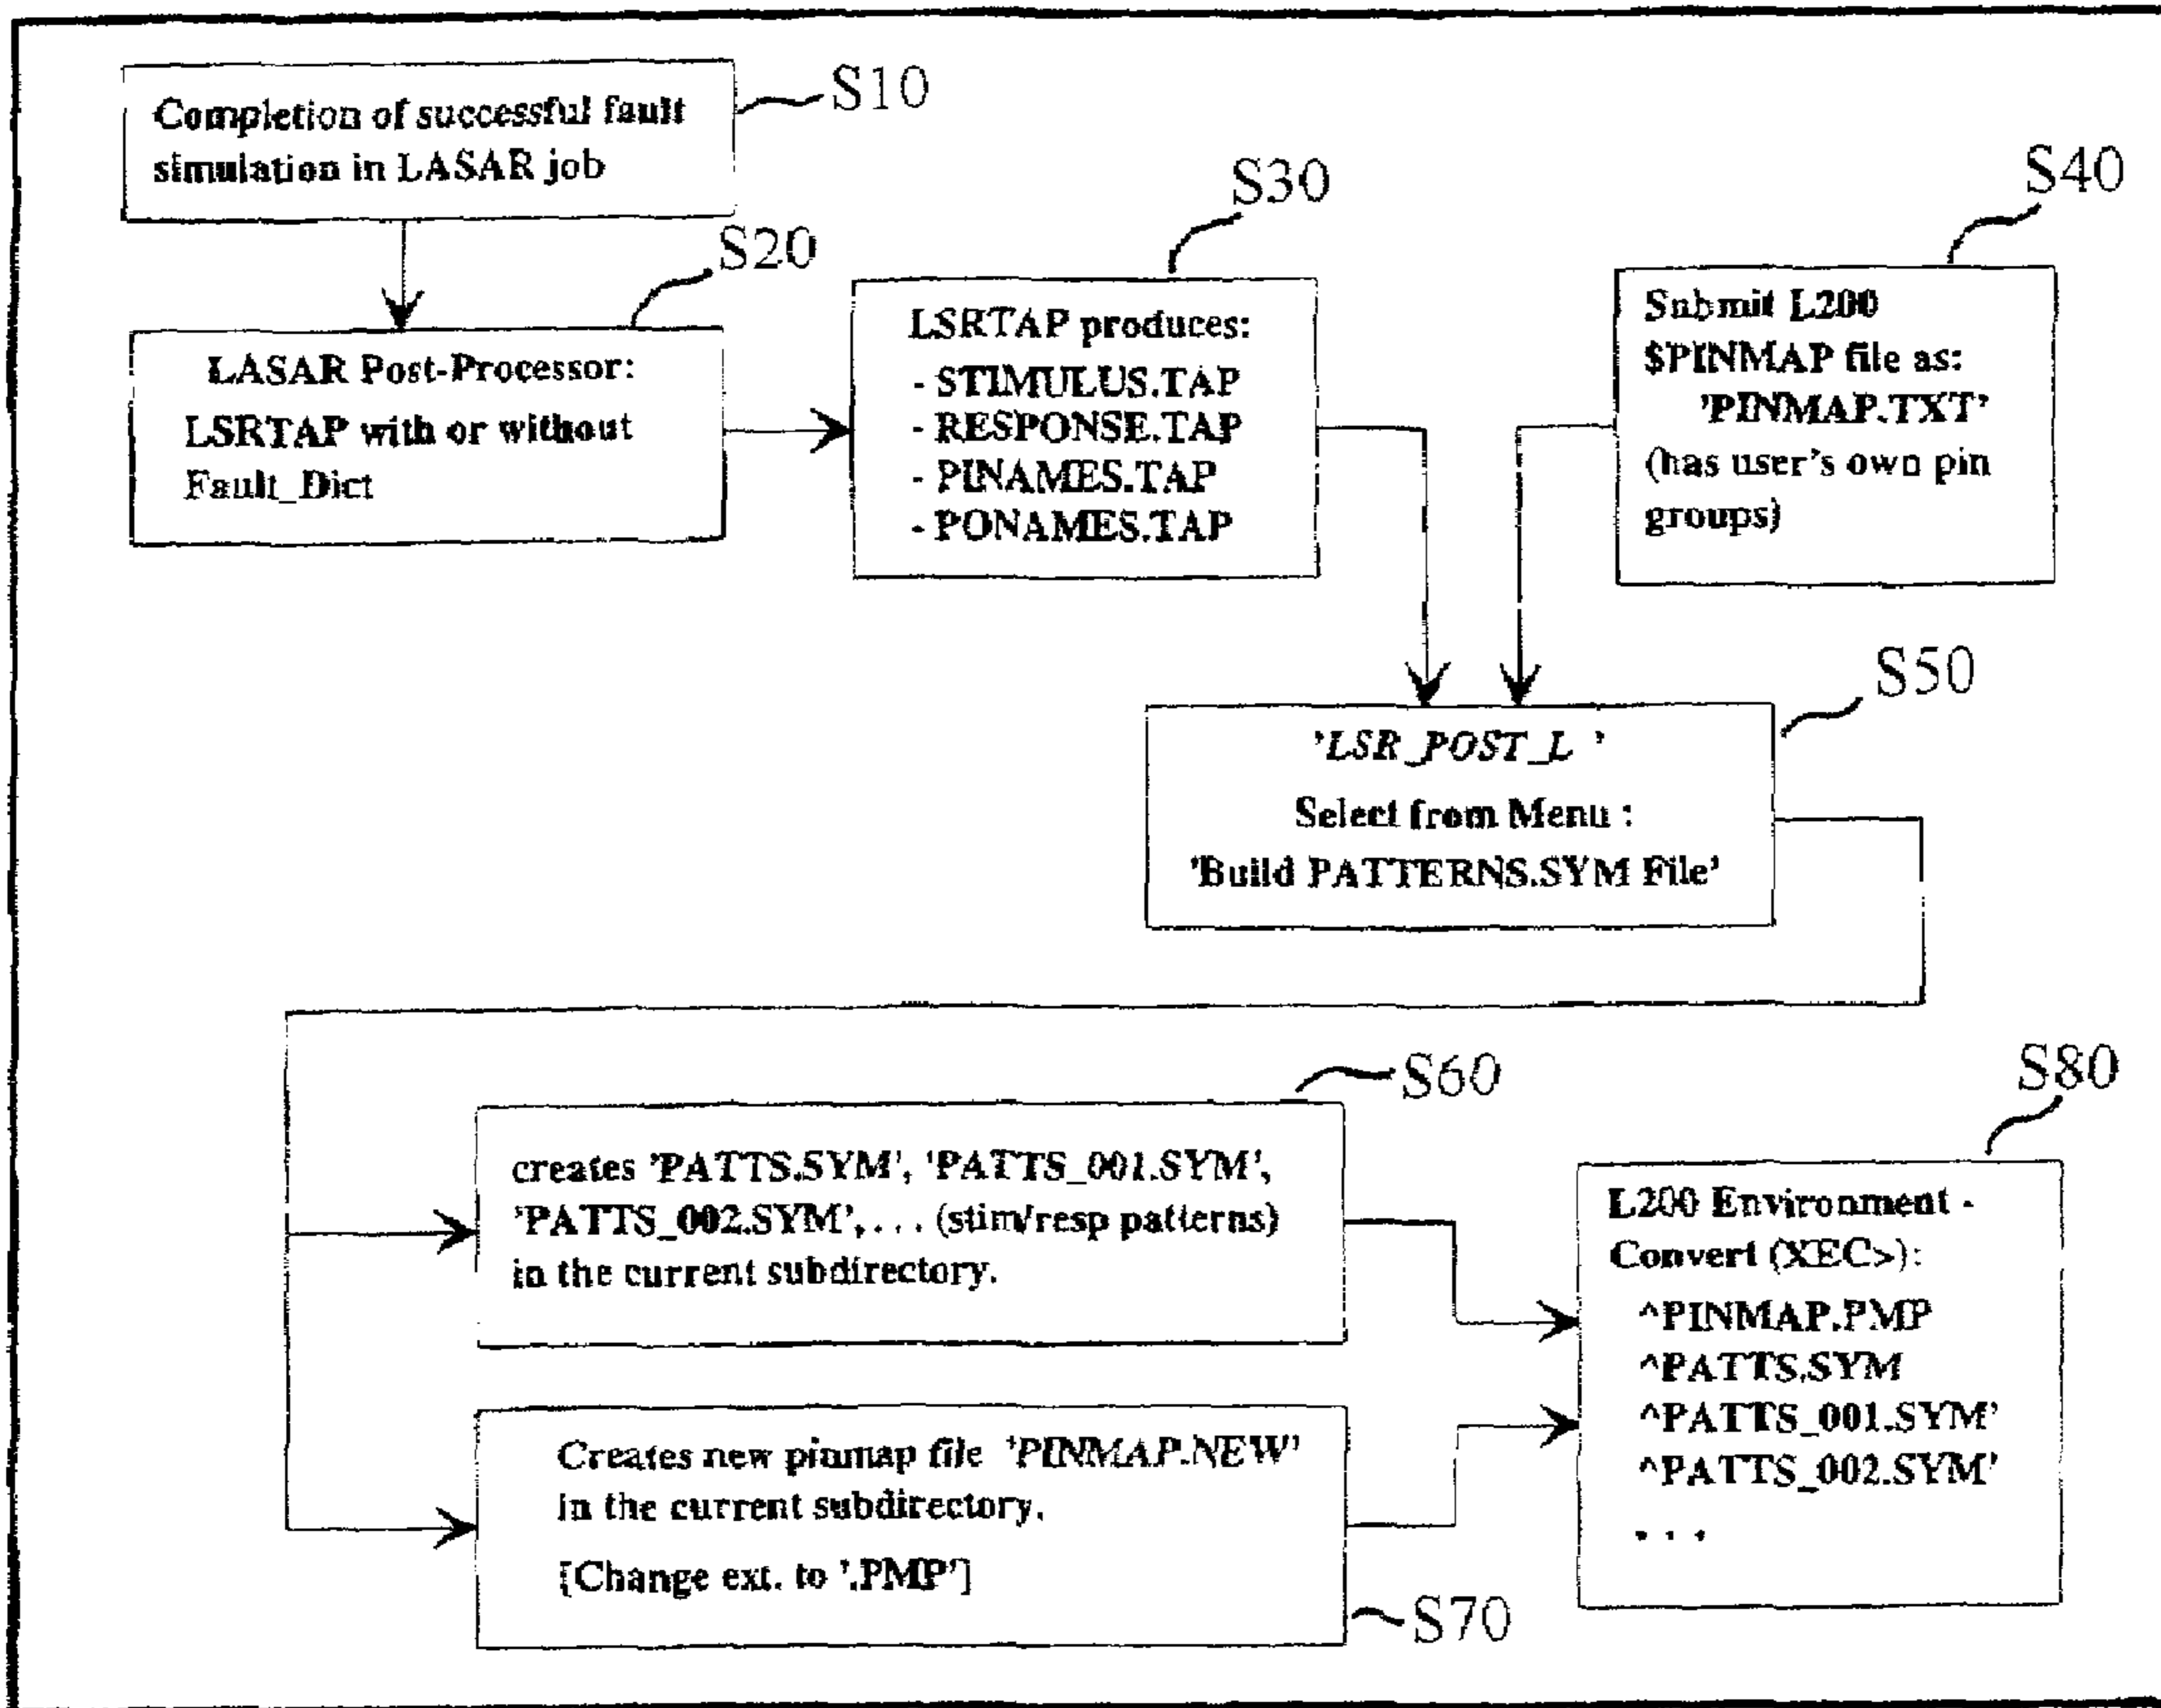 S10
Completion of successful fault
simulation in LASAR job
S20
LASAR Post-Processor:
LSRTAP with or without
Fault_Dict
S30
LSRTAP produces:
- STIMULUS.TAP
- RESPONSE.TAP
- PINAMES.TAP
- PONAMES.TAP
S40
Submit L200
$PINMAP file as:
'PINMAP.TXT'
(has user's own pin
groups)
S50
'LSR_POST_L '
Select from Menu :
'Build PATTERNS.SYM File'
S60
creates 'PATTS.SYM', 'PATTS_001.SYM',
'PATTS_002.SYM', . . . (stim/resp patterns)
in the current subdirectory.
Creates new pinmap file 'PINMAP.NEW'
in the current subdirectory.
[Change ext. to '.PMP']
S70
S80
L200 Environment -
Convert (XEC>):
^PINMAP.PMP
^PATTS.SYM
^PATTS_001.SYM'
^PATTS_002.SYM'
. . .